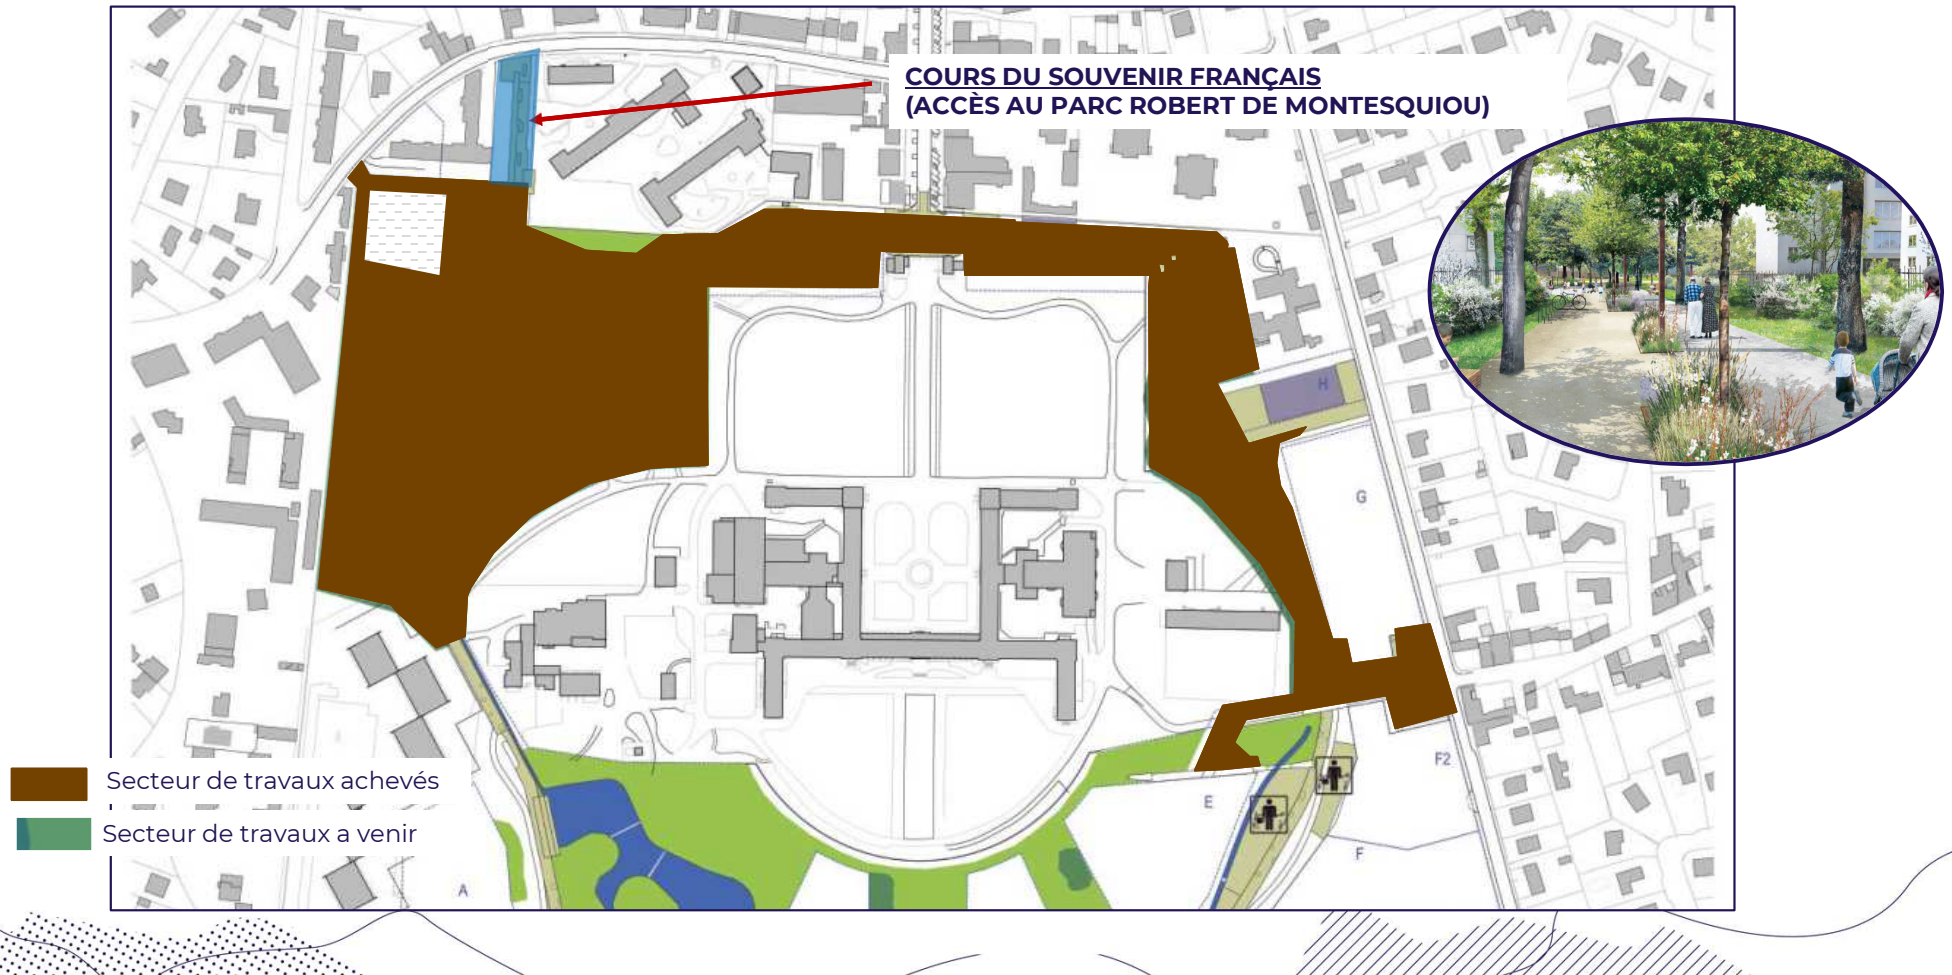 COURS DU SOUVENIR FRANÇAIS
(ACCÈS AU PARC ROBERT DE MONTESQUIOU)
H
G
Secteur de travaux achevés
Secteur de travaux a venir
F2
E
F
A